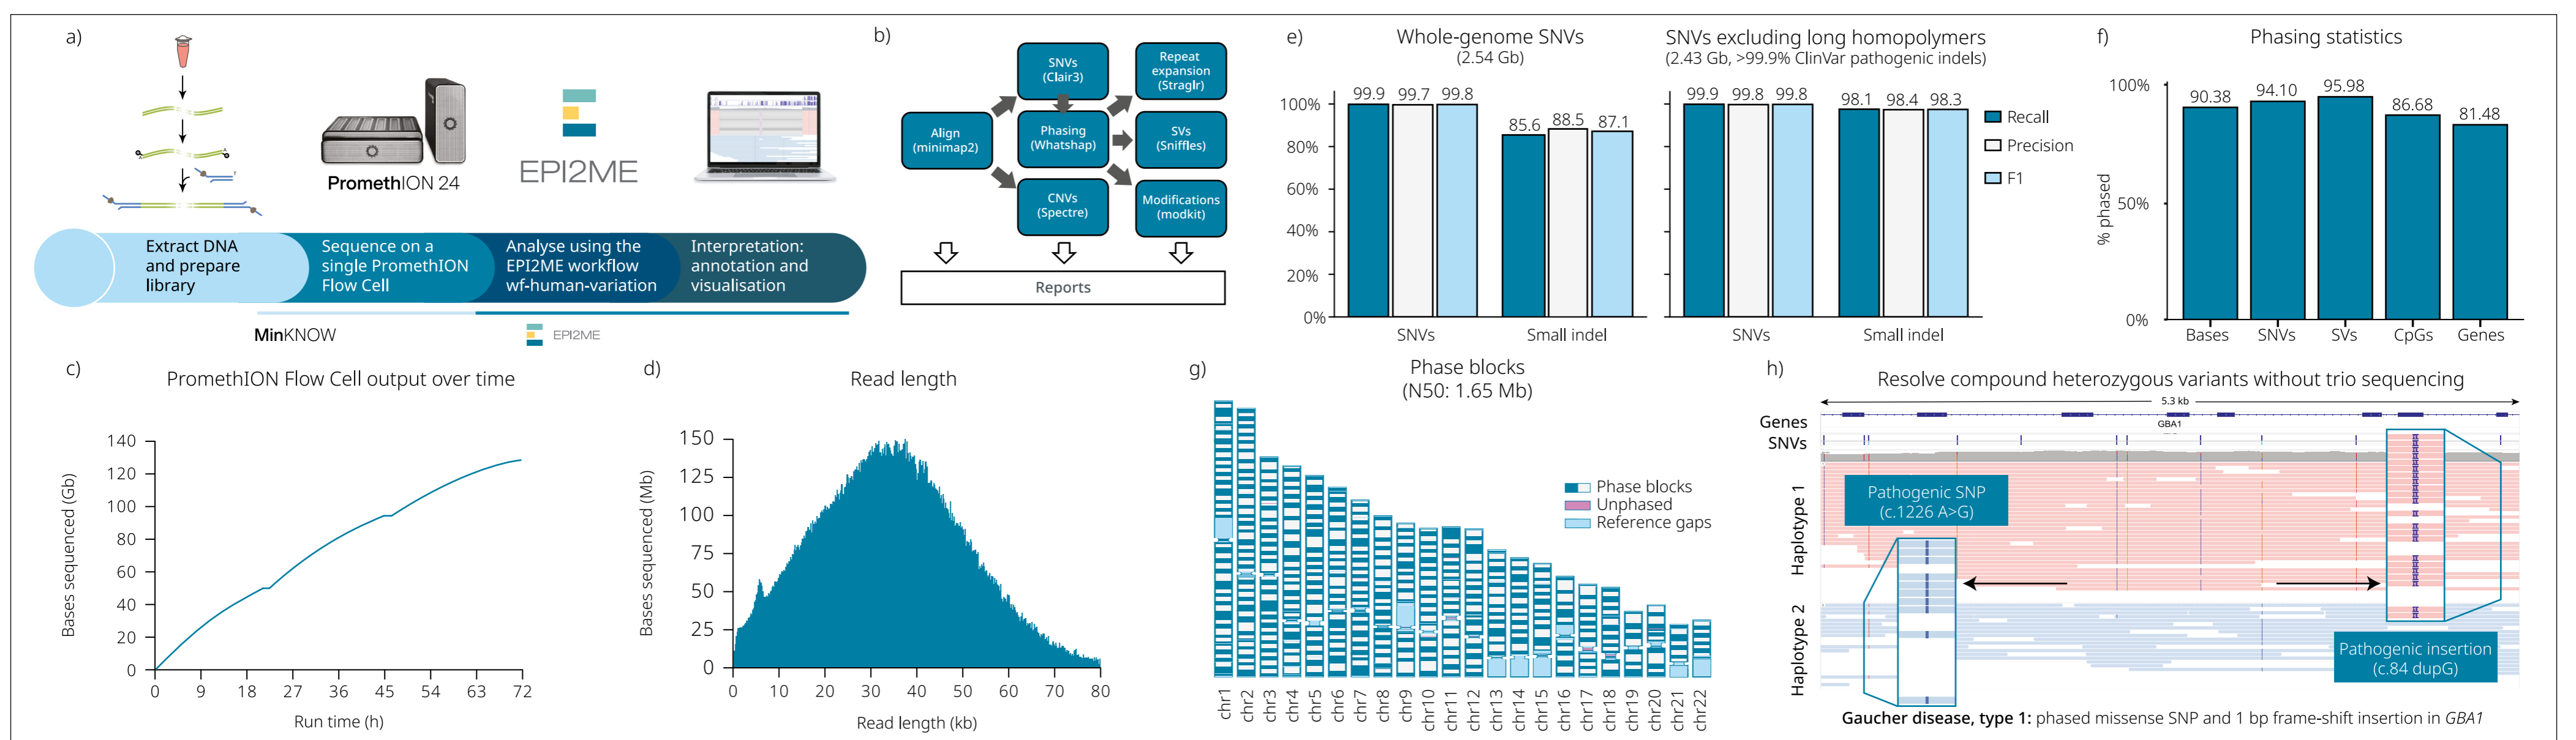 a)
PromethION 24
EPI2ME
Extract DNA
and prepare
library
Sequence on a
single PromethION
Flow Cell
Analyse using the
EPI2ME workflow
wf-human-variation
Interpretation:
annotation and
visualisation
MinKNOW
EPI2ME
b)
Align
(minimap2)
SNVs
(Clair3)
Phasing
(Whatshap)
CNVs
(Spectre)
Repeat
expansion
(Straglr)
SVs
(Sniffles)
Modifications
(modkit)
Reports
e)
Whole-genome SNVs
(2.54 Gb)
100%
80%
60%
40%
20%
0%
99.9 99.7 99.8
85.6 88.5 87.1
SNVs
Small indel
SNVs excluding long homopolymers
(2.43 Gb, >99.9% ClinVar pathogenic indels)
99.9 99.8 99.8
98.1 98.4 98.3
SNVs
Small indel
Recall
Precision
F1
f)
Phasing statistics
% phased
100%
50%
0%
90.38 94.10 95.98 86.68 81.48
Bases SNVs SVs CpGs Genes
c)
PromethION Flow Cell output over time
Bases sequenced (Gb)
140
120
100
80
60
40
20
0
0 9 18 27 36 45 54 63 72
Run time (h)
d)
Read length
Bases sequenced (Mb)
150
125
100
75
50
25
0
0 10 20 30 40 50 60 70 80
Read length (kb)
g)
Phase blocks
(N50: 1.65 Mb)
Phase blocks
Unphased
Reference gaps
chr1 chr2 chr3 chr4 chr5 chr6 chr7 chr8 chr9 chr10 chr11 chr12 chr13 chr14 chr15 chr16 chr17 chr18 chr19 chr20 chr21 chr22
h)
Resolve compound heterozygous variants without trio sequencing
5.3 kb
Genes
GBA1
SNVs
Haplotype 1
Haplotype 2
Pathogenic SNP
(c.1226 A>G)
Pathogenic insertion
(c.84 dupG)
Gaucher disease, type 1: phased missense SNP and 1 bp frame-shift insertion in GBA1